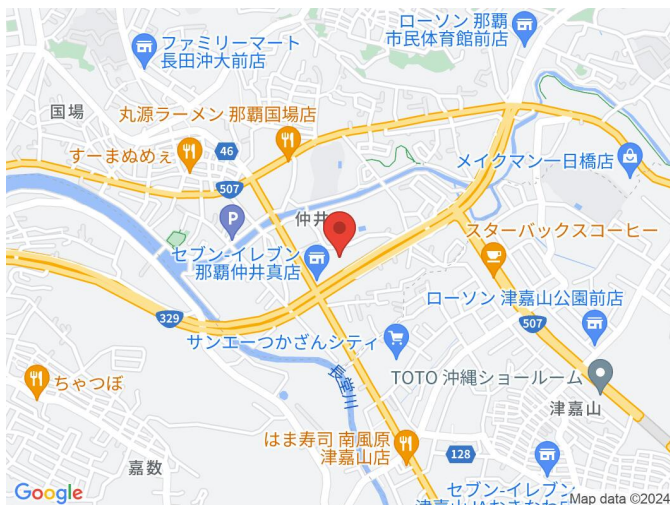 ローソン 那覇
市民体育館前店
ファミリーマート
長田沖大前店
国場
丸源ラーメン 那覇国場店
すーまぬめぇ
46
507
メイクマン一日橋店
P
仲井
スターバックスコーヒー
セブン-イレブン
那覇仲井真店
ローソン 津嘉山公園前店
507
329
サンエーつかざんシティ
長堂川
TOTO 沖縄ショールーム
ちゃつぼ
津嘉山
はま寿司 南風原
津嘉山店
嘉数
128
セブン-イレブン
Google
Map data ©2024